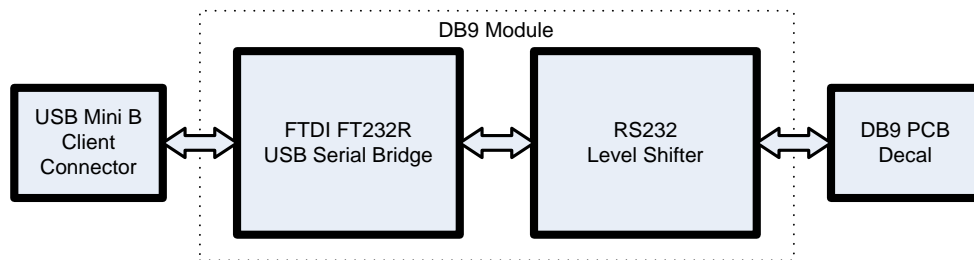 DB9 Module
USB Mini B
Client
Connector
FTDI FT232R
USB Serial Bridge
RS232
Level Shifter
DB9 PCB
Decal